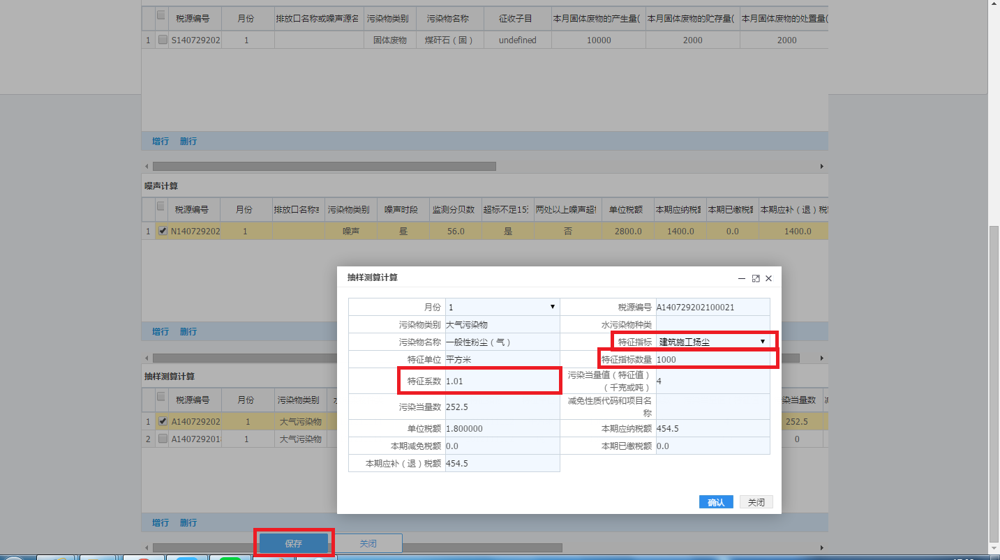 税源编号 月份 排放口名称或噪声源名 污染物类别 污染物名称 征收子目 本月固体废物的产生量( 本月固体废物的贮存量( 本月固体废物的处置量(
1 S140729202 1 固体废物 煤矸石（固） undefined 10000 2000 2000
增行 删行
噪声计算
税源编号 月份 排放口名称或 污染物类别 噪声时段 监测分贝数 超标不足15天 两处以上噪声超标 单位税额 本期应纳税额 本期已缴税额 本期应补（退）税额
1 N140729202 1 噪声 昼 56.0 是 否 2800.0 1400.0 0.0 1400.0
增行 删行
抽样测算计算
税源编号 月份 污染物类别 染当量数
1 A140729202 1 大气污染物 252.5
2 A140729201 1 大气污染物 0
增行 删行
保存 关闭
抽样测算计算
月份 1 税源编号 A140729202100021
污染物类别 大气污染物 水污染物种类
污染物名称 一般性粉尘（气） 特征指标 建筑施工扬尘
特征单位 平方米 特征指标数量 1000
特征系数 1.01 污染当量值（特征值）
（千克或吨） 4
污染当量数 252.5 减免性质代码和项目名
称
单位税额 1.800000 本期应纳税额 454.5
本期减免税额 0.0 本期已缴税额 0.0
本期应补（退）税额 454.5
确认 关闭